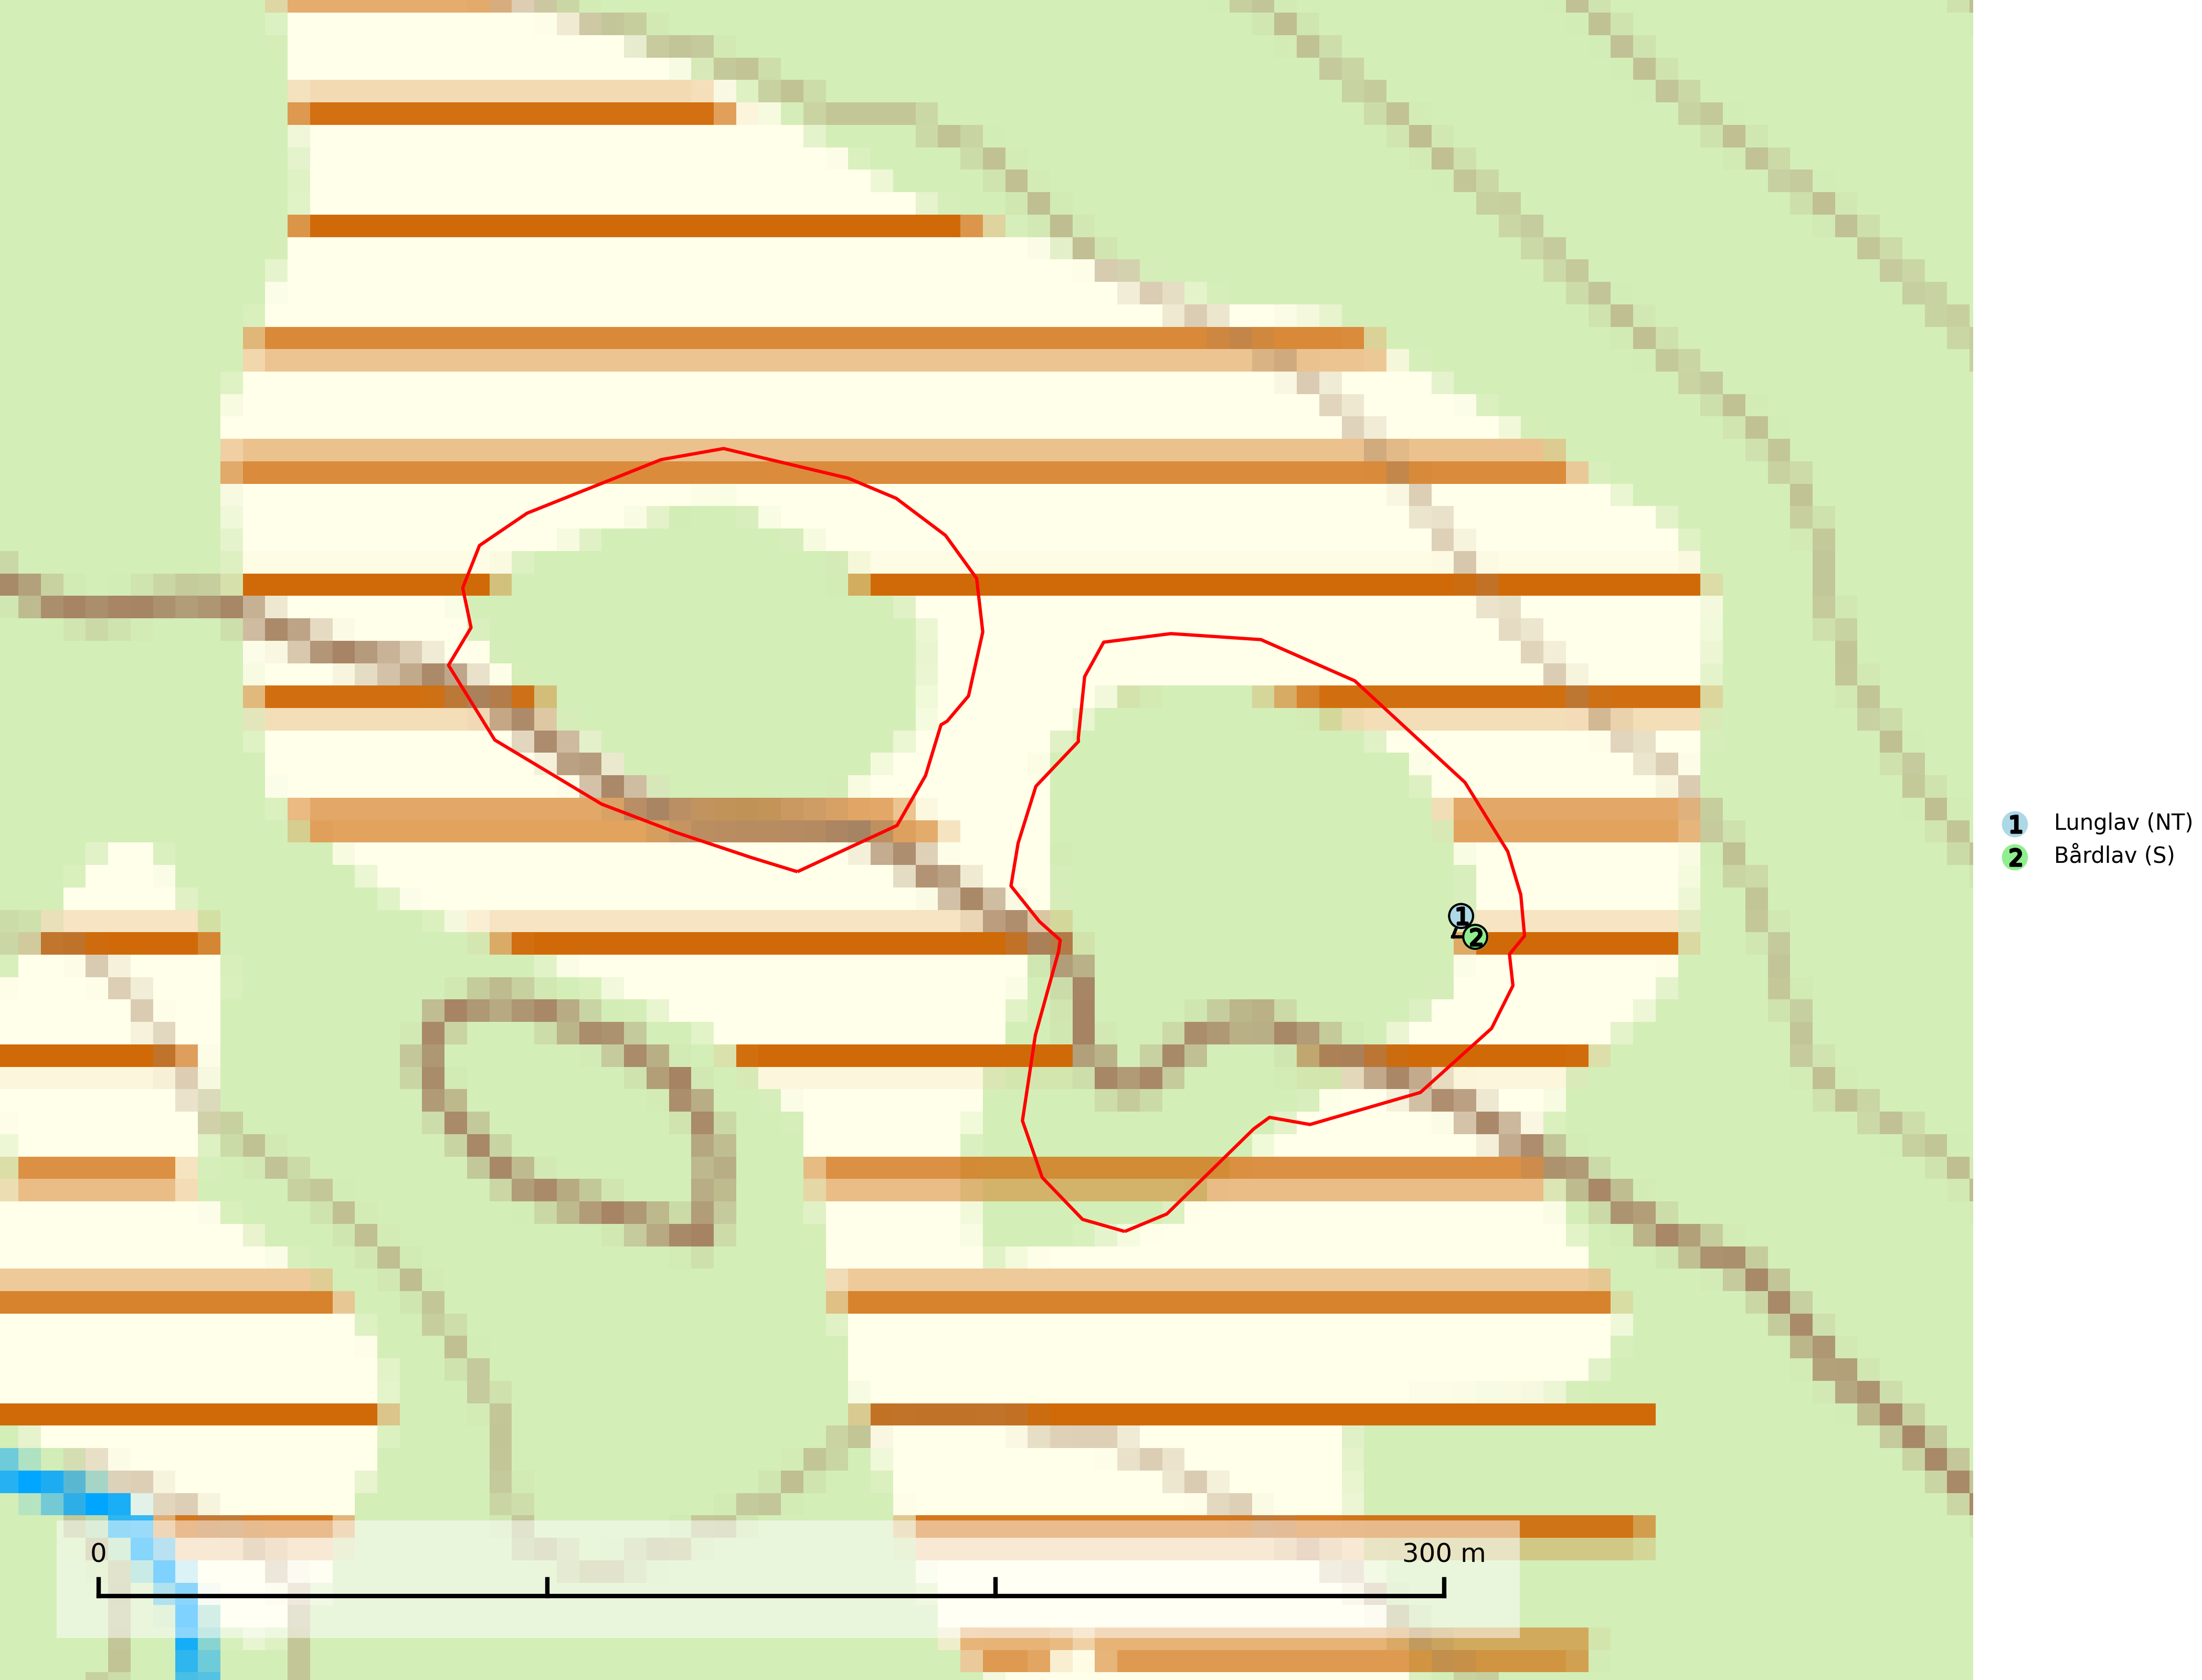 1 Lunglav (NT)
2 Bårdlav (S)
1
2
0 300 m